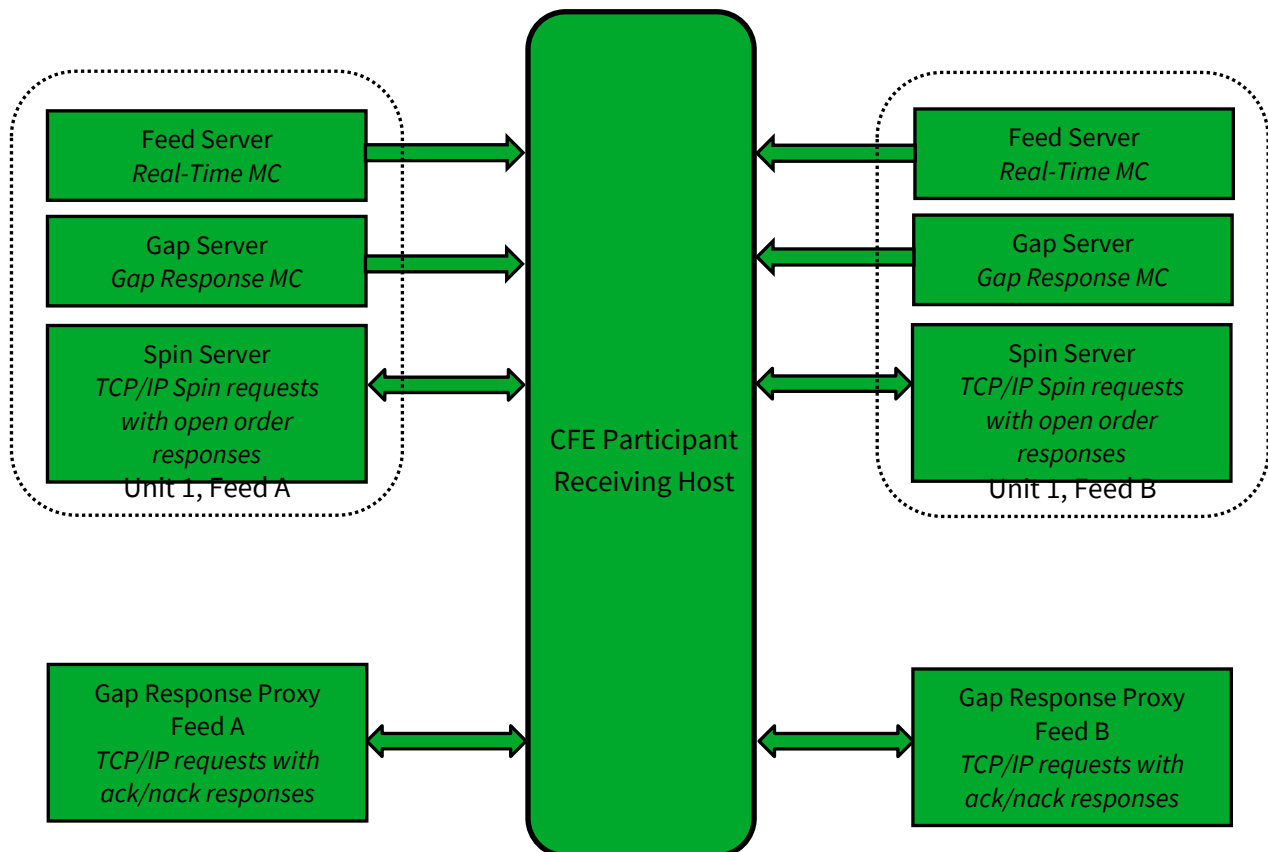 Feed Server
Real-Time MC
Gap Server
Gap Response MC
Spin Server
TCP/IP Spin requests
with open order
responses
Unit 1, Feed A
Gap Response Proxy
Feed A
TCP/IP requests with
ack/nack responses
CFE Participant
Receiving Host
Feed Server
Real-Time MC
Gap Server
Gap Response MC
Spin Server
TCP/IP Spin requests
with open order
responses
Unit 1, Feed B
Gap Response Proxy
Feed B
TCP/IP requests with
ack/nack responses